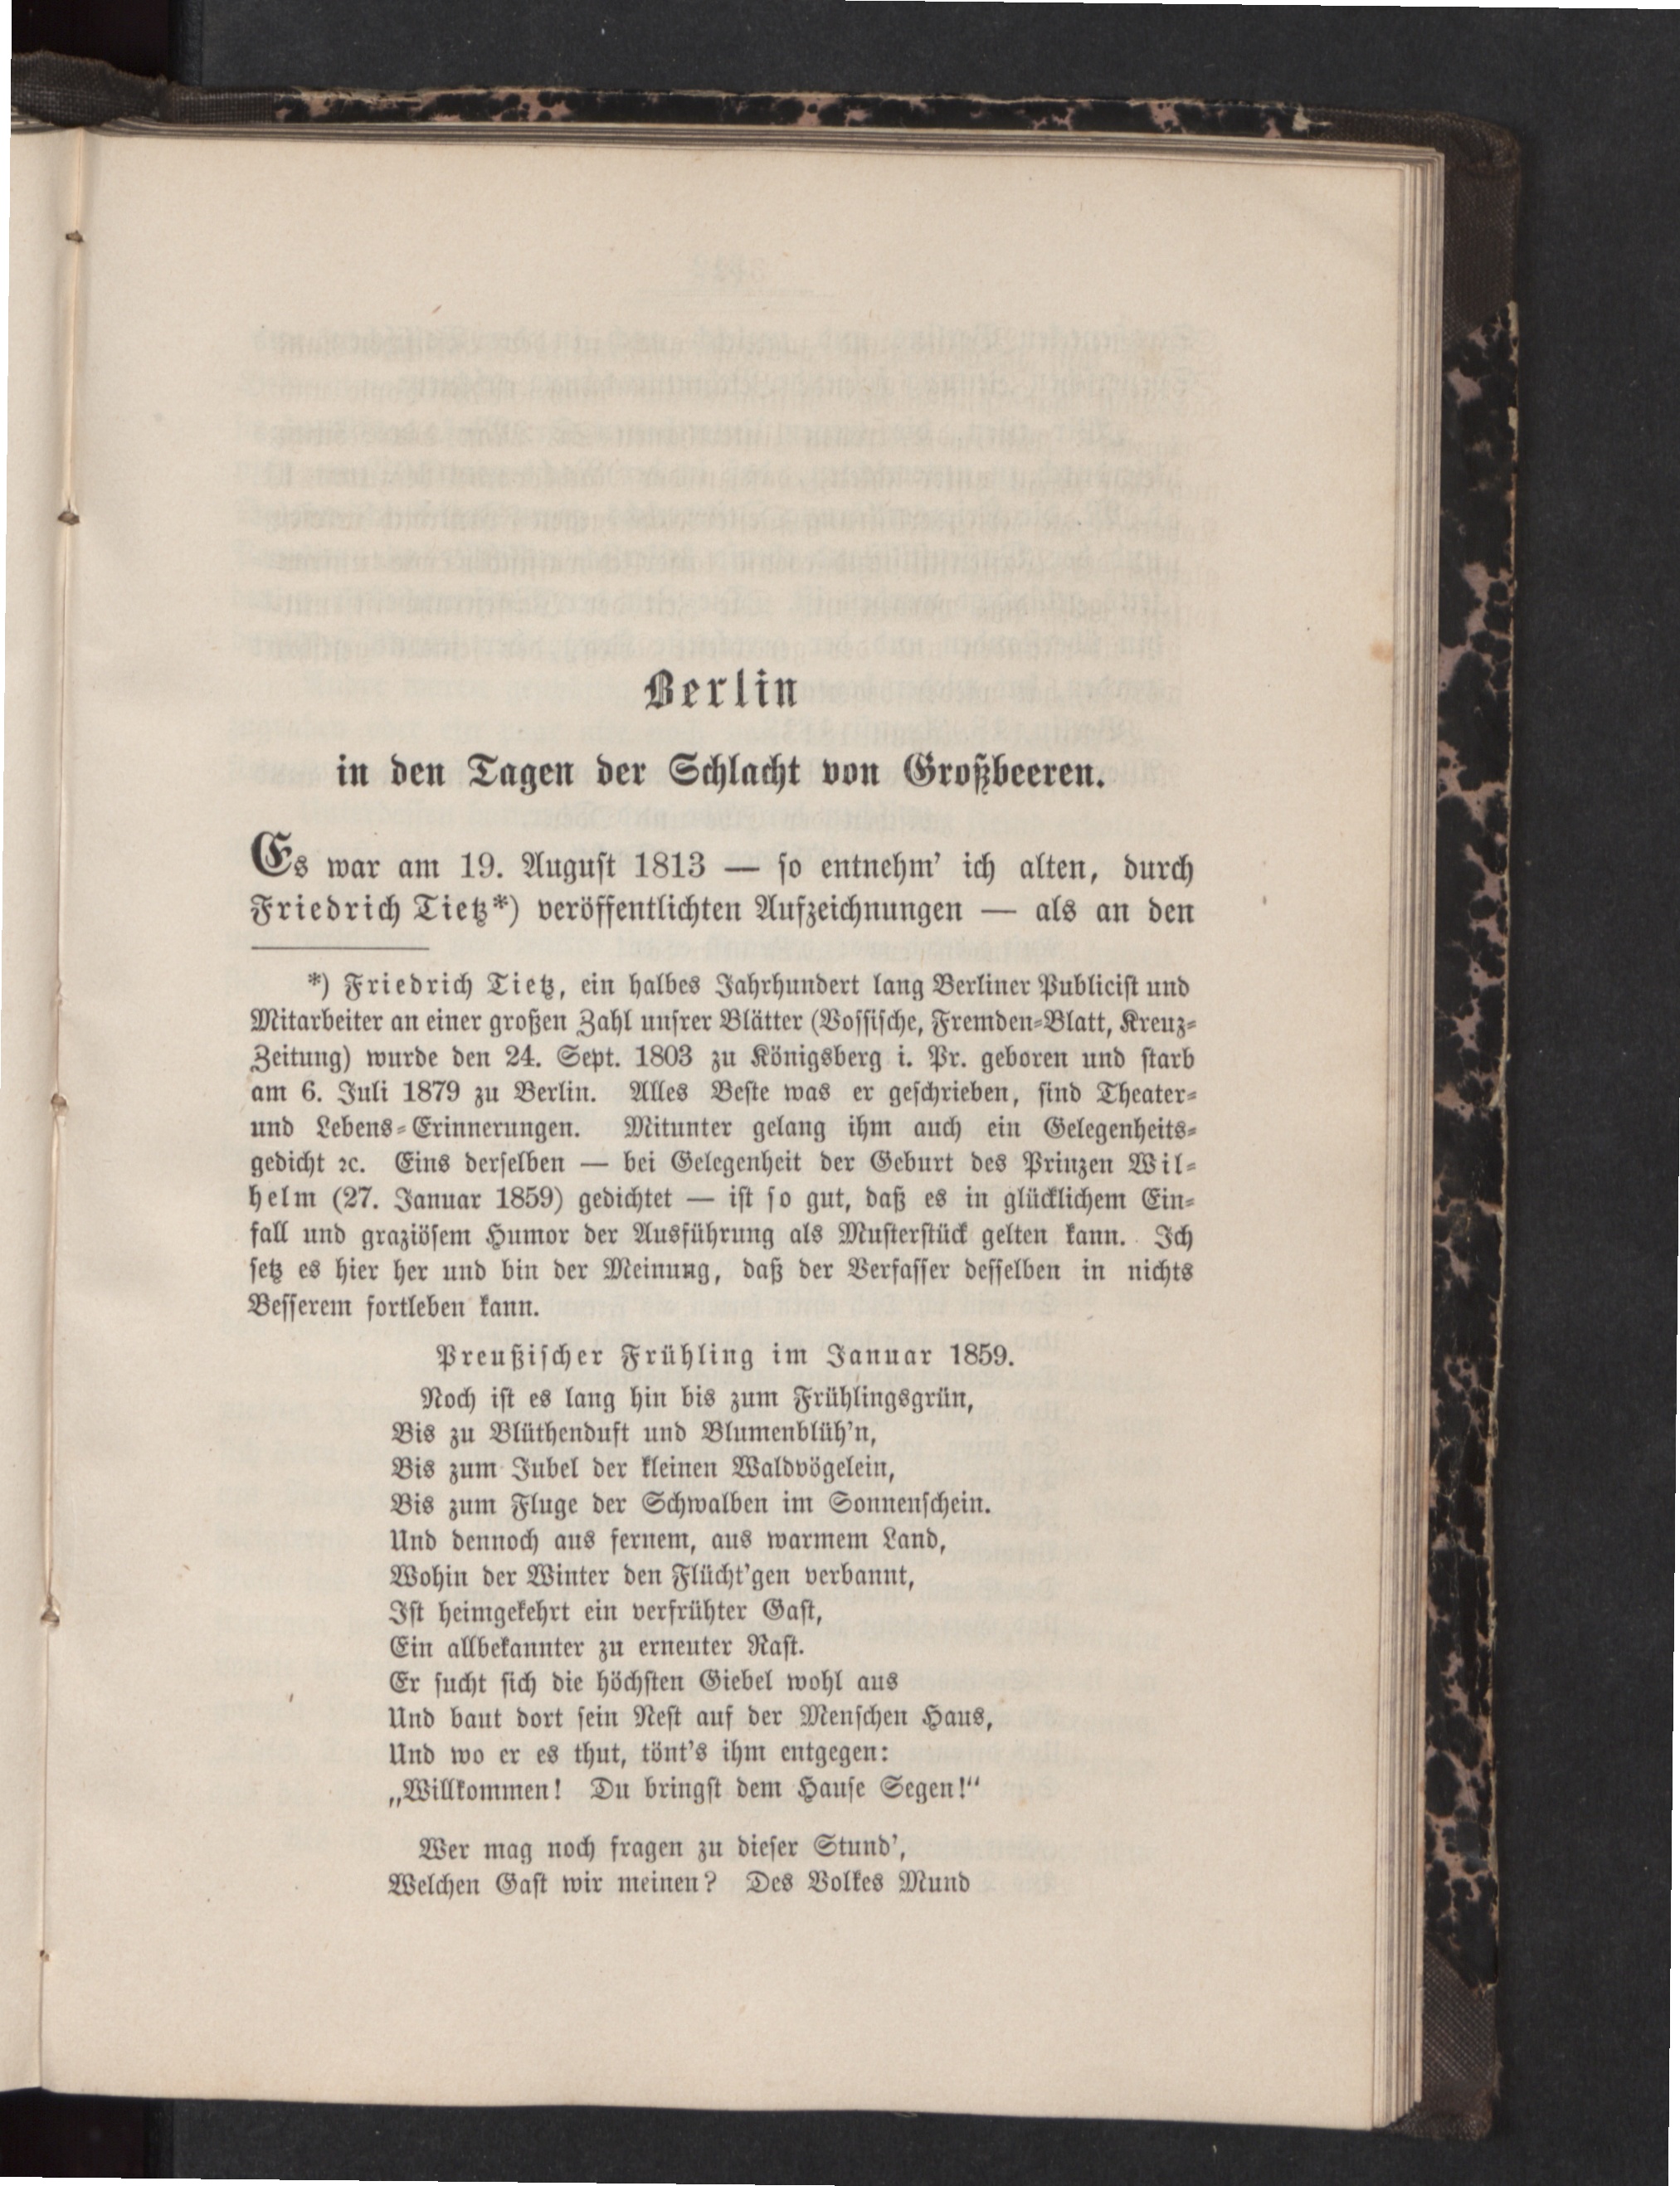 Berlin
in den Tagen der Schlacht von Großbeeren.
Es war am 19. August 1813 — so entnehm’ ich alten, durch
Friedrich Tietz*) veröffentlichten Aufzeichnungen — als an den
*) Friedrich Tietz, ein halbes Jahrhundert lang Berliner Publicist und
Mitarbeiter an einer großen Zahl unsrer Blätter (Vossische, Fremden-Blatt, Kreuz-
Zeitung) wurde den 24. Sept. 1803 zu Königsberg i. Pr. geboren und starb
am 6. Juli 1879 zu Berlin. Alles Beste was er geschrieben, sind Theater-
und Lebens-Erinnerungen. Mitunter gelang ihm auch ein Gelegenheits-
gedicht ꝛc. Eins derselben — bei Gelegenheit der Geburt des Prinzen Wil-
helm (27. Januar 1859) gedichtet — ist so gut, daß es in glücklichem Ein-
fall und graziösem Humor der Ausführung als Musterstück gelten kann. Ich
setz es hier her und bin der Meinung, daß der Verfasser desselben in nichts
Besserem fortleben kann.
Preußischer Frühling im Januar 1859.
Noch ist es lang hin bis zum Frühlingsgrün,
Bis zu Blüthenduft und Blumenblüh’n,
Bis zum Jubel der kleinen Waldvögelein,
Bis zum Fluge der Schwalben im Sonnenschein.
Und dennoch aus fernem, aus warmem Land,
Wohin der Winter den Flücht’gen verbannt,
Ist heimgekehrt ein verfrühter Gast,
Ein allbekannter zu erneuter Rast.
Er sucht sich die höchsten Giebel wohl aus
Und baut dort sein Nest auf der Menschen Haus,
Und wo er es thut, tönt’s ihm entgegen:
„Willkommen! Du bringst dem Hause Segen!“
Wer mag noch fragen zu dieser Stund’,
Welchen Gast wir meinen? Des Volkes Mund